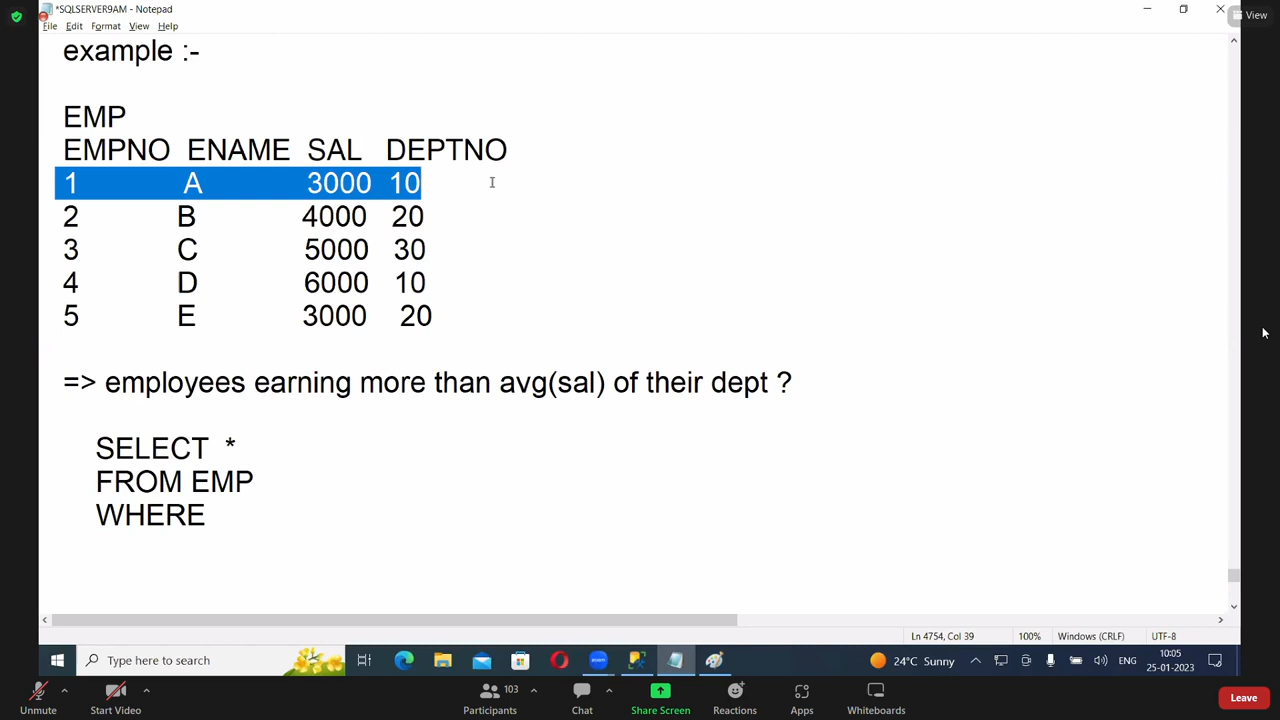 *SQLSERVER9AM - Notepad
View
File Edit Format View Help
example :-
EMP
EMPNO ENAME SAL DEPTNO
1 A 3000 10
2 B 4000 20
3 C 5000 30
4 D 6000 10
5 E 3000 20
=> employees earning more than avg(sal) of their dept ?
SELECT *
FROM EMP
WHERE
Ln 4754, Col 39 100% Windows (CRLF) UTF-8
Type here to search 24°C Sunny ENG 10:05
25-01-2023
103
Unmute Start Video Participants Chat Share Screen Reactions Apps Whiteboards Leave